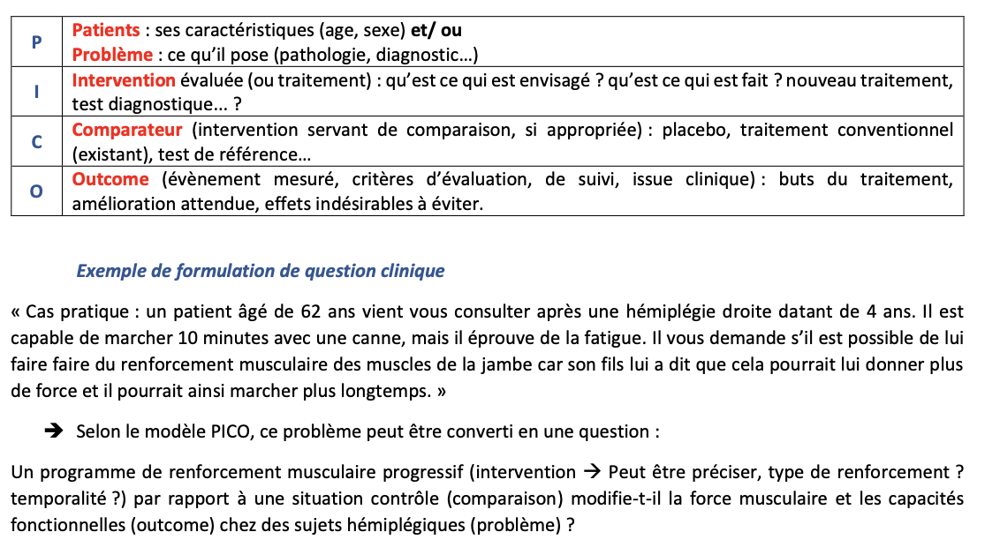 P
Patients : ses caractéristiques (age, sexe) et/ ou
Problème : ce qu'il pose (pathologie, diagnostic…)
I
Intervention évaluée (ou traitement) : qu'est ce qui est envisagé ? qu'est ce qui est fait ? nouveau traitement,
test diagnostique... ?
C
Comparateur (intervention servant de comparaison, si appropriée) : placebo, traitement conventionnel
(existant), test de référence…
O
Outcome (évènement mesuré, critères d'évaluation, de suivi, issue clinique) : buts du traitement,
amélioration attendue, effets indésirables à éviter.
Exemple de formulation de question clinique
« Cas pratique : un patient âgé de 62 ans vient vous consulter après une hémiplégie droite datant de 4 ans. Il est
capable de marcher 10 minutes avec une canne, mais il éprouve de la fatigue. Il vous demande s'il est possible de lui
faire faire du renforcement musculaire des muscles de la jambe car son fils lui a dit que cela pourrait lui donner plus
de force et il pourrait ainsi marcher plus longtemps. »
➔ Selon le modèle PICO, ce problème peut être converti en une question :
Un programme de renforcement musculaire progressif (intervention → Peut être préciser, type de renforcement ?
temporalité ?) par rapport à une situation contrôle (comparaison) modifie-t-il la force musculaire et les capacités
fonctionnelles (outcome) chez des sujets hémiplégiques (problème) ?